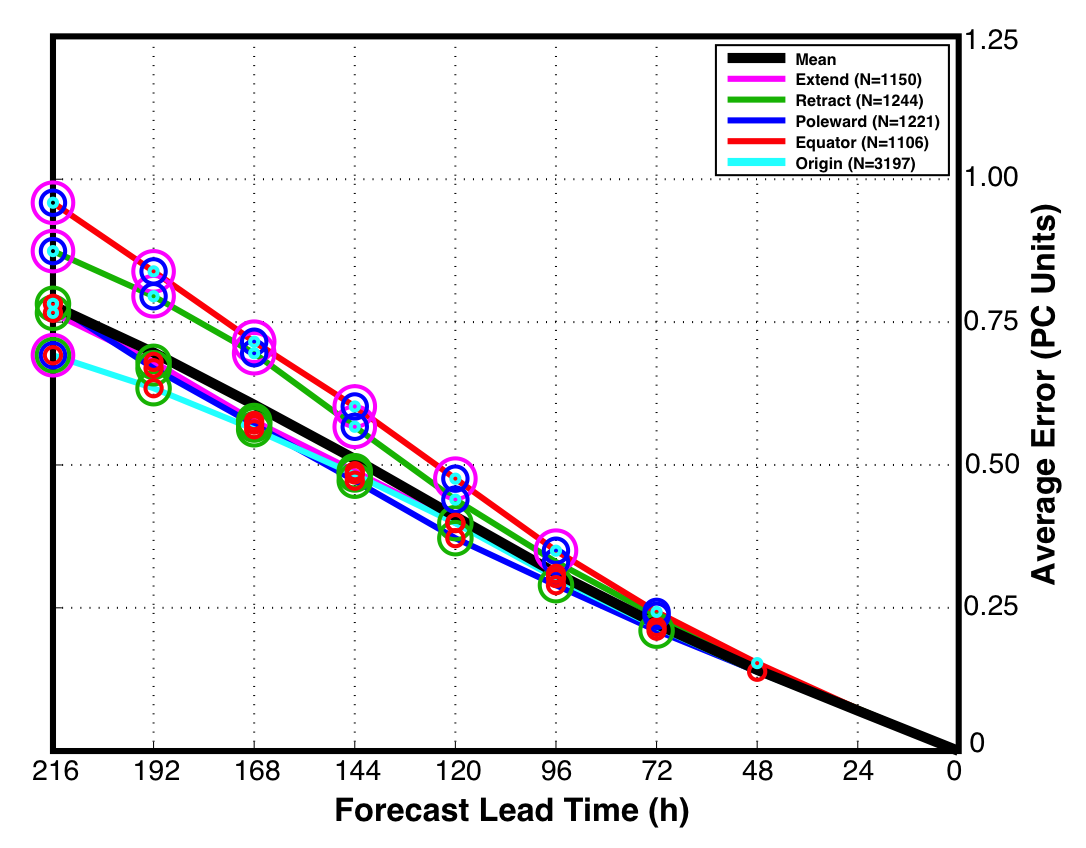 1.25
Mean
Extend (N=1150)
Retract (N=1244)
Poleward (N=1221)
Equator (N=1106)
Origin (N=3197)
1.00
0.75
0.50
0.25
0
Average Error (PC Units)
216 192 168 144 120 96 72 48 24 0
Forecast Lead Time (h)